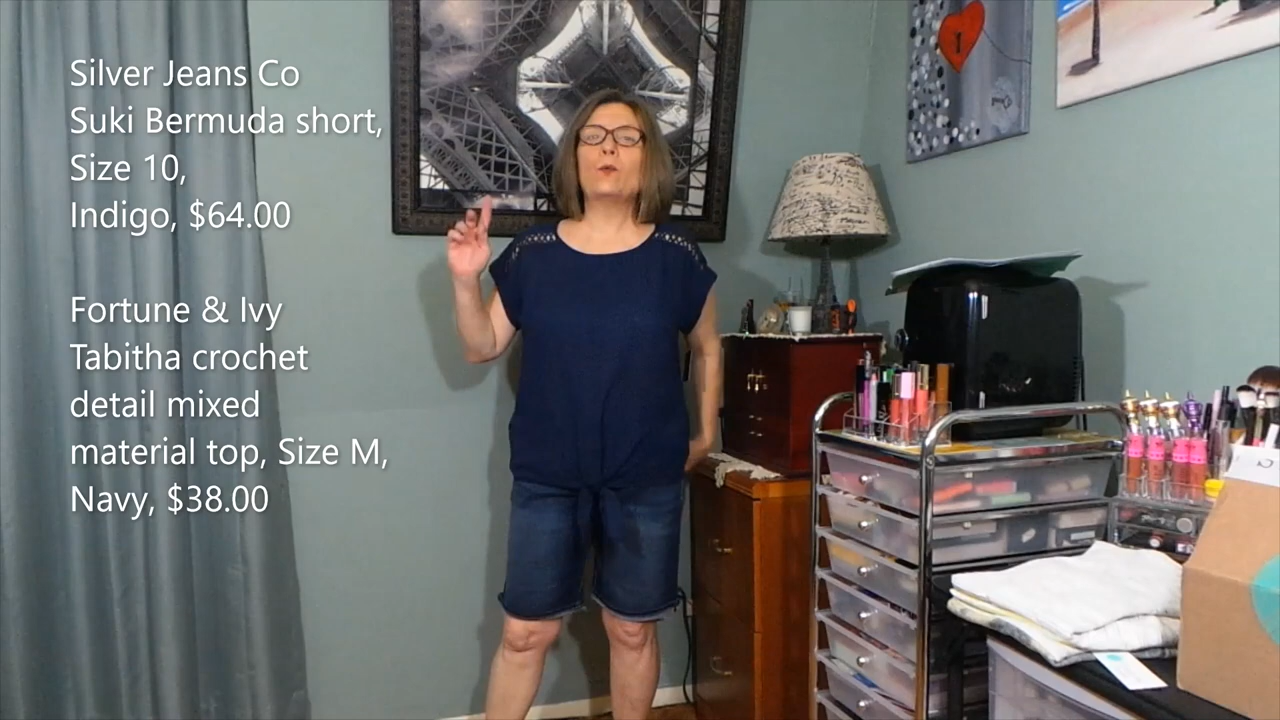 Silver Jeans Co
Suki Bermuda short,
Size 10,
Indigo, $64.00
Fortune & Ivy
Tabitha crochet
detail mixed
material top, Size M,
Navy, $38.00